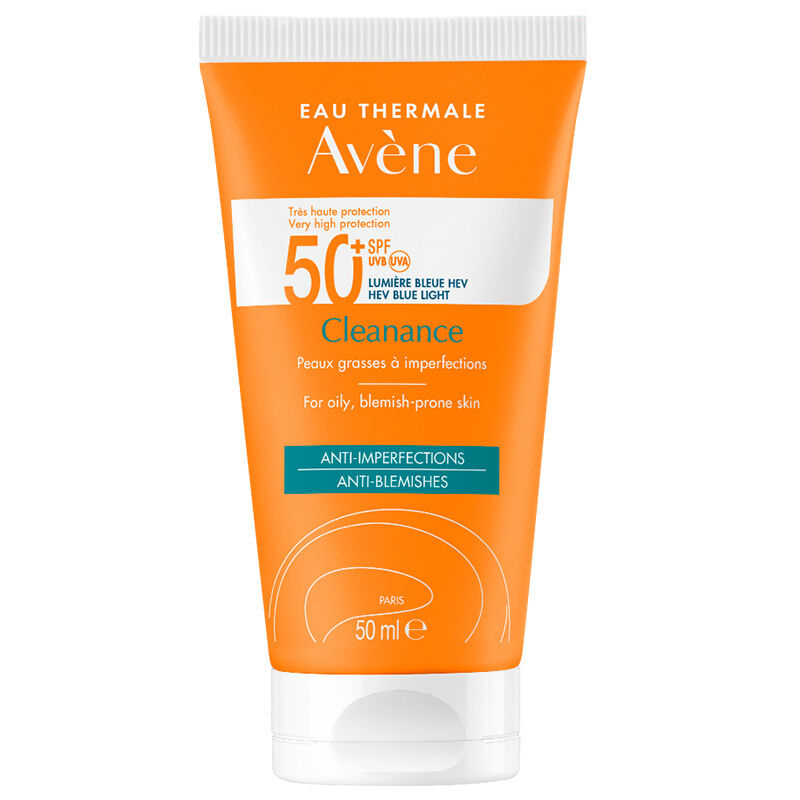 EAU THERMALE
Avène
Très haute protection
Very high protection
50+ SPF
UVB UVA
LUMIÈRE BLEUE HEV
HEV BLUE LIGHT
Cleanance
Peaux grasses à imperfections
For oily, blemish-prone skin
ANTI-IMPERFECTIONS
ANTI-BLEMISHES
PARIS
50 ml ℮